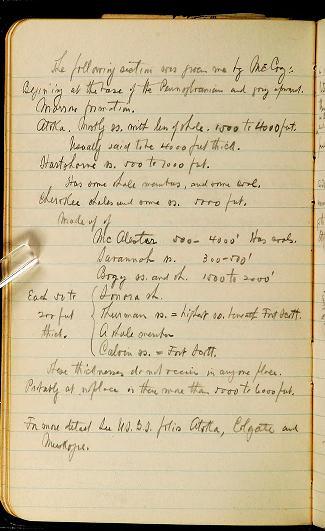 The following section was given me by McCoy:
Beginning at the base of the Pennsylvanian and going upward.
Morrow formation.
Atoka. Mostly ss. with len of shale. 1500 to 4000 feet.
Usually said to be 4000 feet thick.
Hartshorne ss. 500 to 1000 feet.
Has some shale members, and some coal.
Cherokee shales and some ss. 5000 feet.
Made up of
McAlester 500- 4000' Has coals.
Savannah ss. 300-500'
Boggy ss. and sh. 1500 to 2000'
Each 50 to
200 feet
thick.
Senora sh.
Thurman ss. = highest ss. beneath Fort Scott.
A shale member
Calvin ss. = Fort Scott.
These thicknesses do not occur in any one place.
Probably at no place is there more than 5000 to 6000 feet.
For more detail see U.S.G.S. folios Atoka, Colgate and
Muskogee.